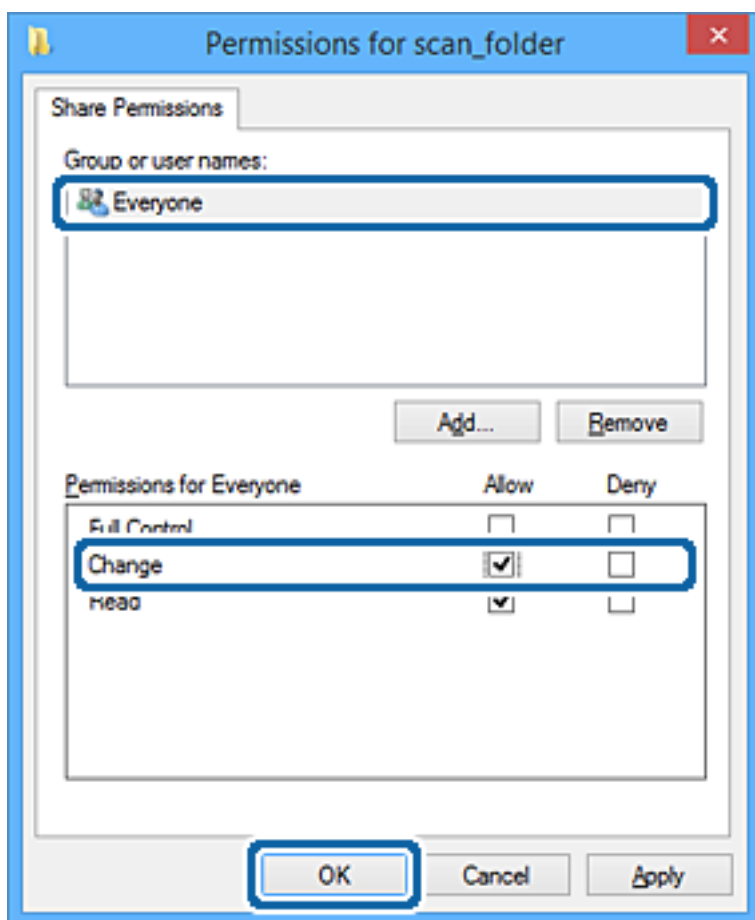 Permissions for scan_folder
Share Permissions
Group or user names:
Everyone
Add... Remove
Permissions for Everyone Allow Deny
Full Control
Change
Read
OK Cancel Apply